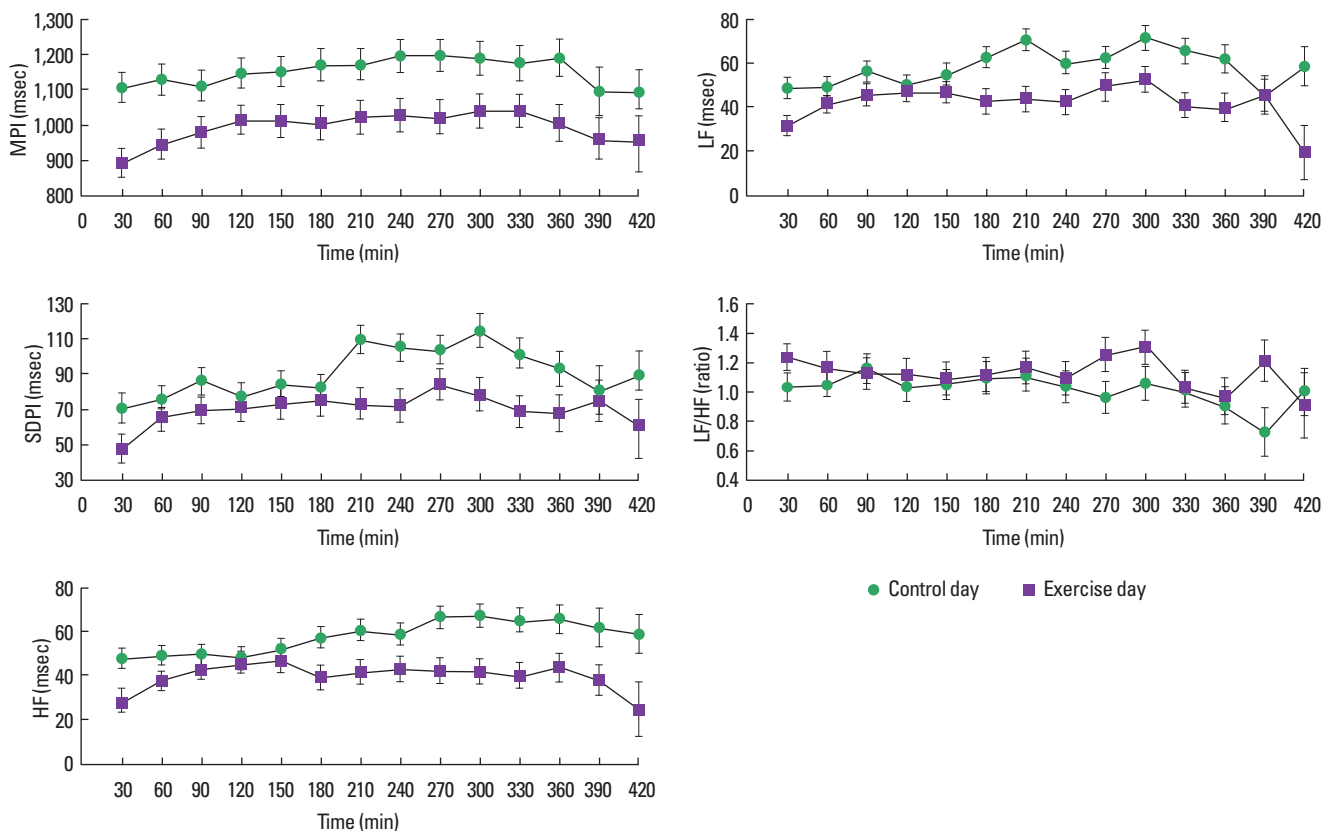 MPI (msec)
1,300
1,200
1,100
1,000
900
800
0 30 60 90 120 150 180 210 240 270 300 330 360 390 420
Time (min)
LF (msec)
80
60
40
20
0
30 60 90 120 150 180 210 240 270 300 330 360 390 420
Time (min)
SDPI (msec)
130
110
90
70
50
30
0 30 60 90 120 150 180 210 240 270 300 330 360 390 420
Time (min)
LF/HF (ratio)
1.6
1.4
1.2
1.0
0.8
0.6
0.4
0 30 60 90 120 150 180 210 240 270 300 330 360 390 420
Time (min)
HF (msec)
80
60
40
20
0
30 60 90 120 150 180 210 240 270 300 330 360 390 420
Time (min)
Control day
Exercise day